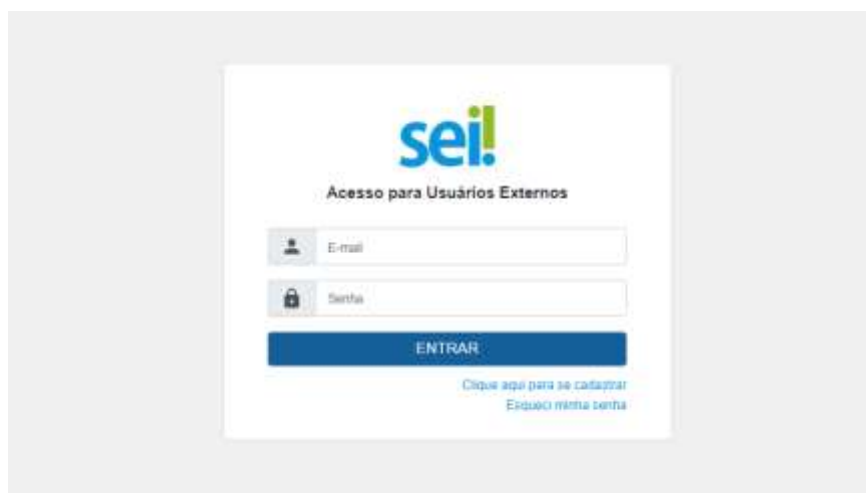 sei!
Acesso para Usuários Externos
E-mail
Senha
ENTRAR
Clique aqui para se cadastrar
Esqueci minha senha